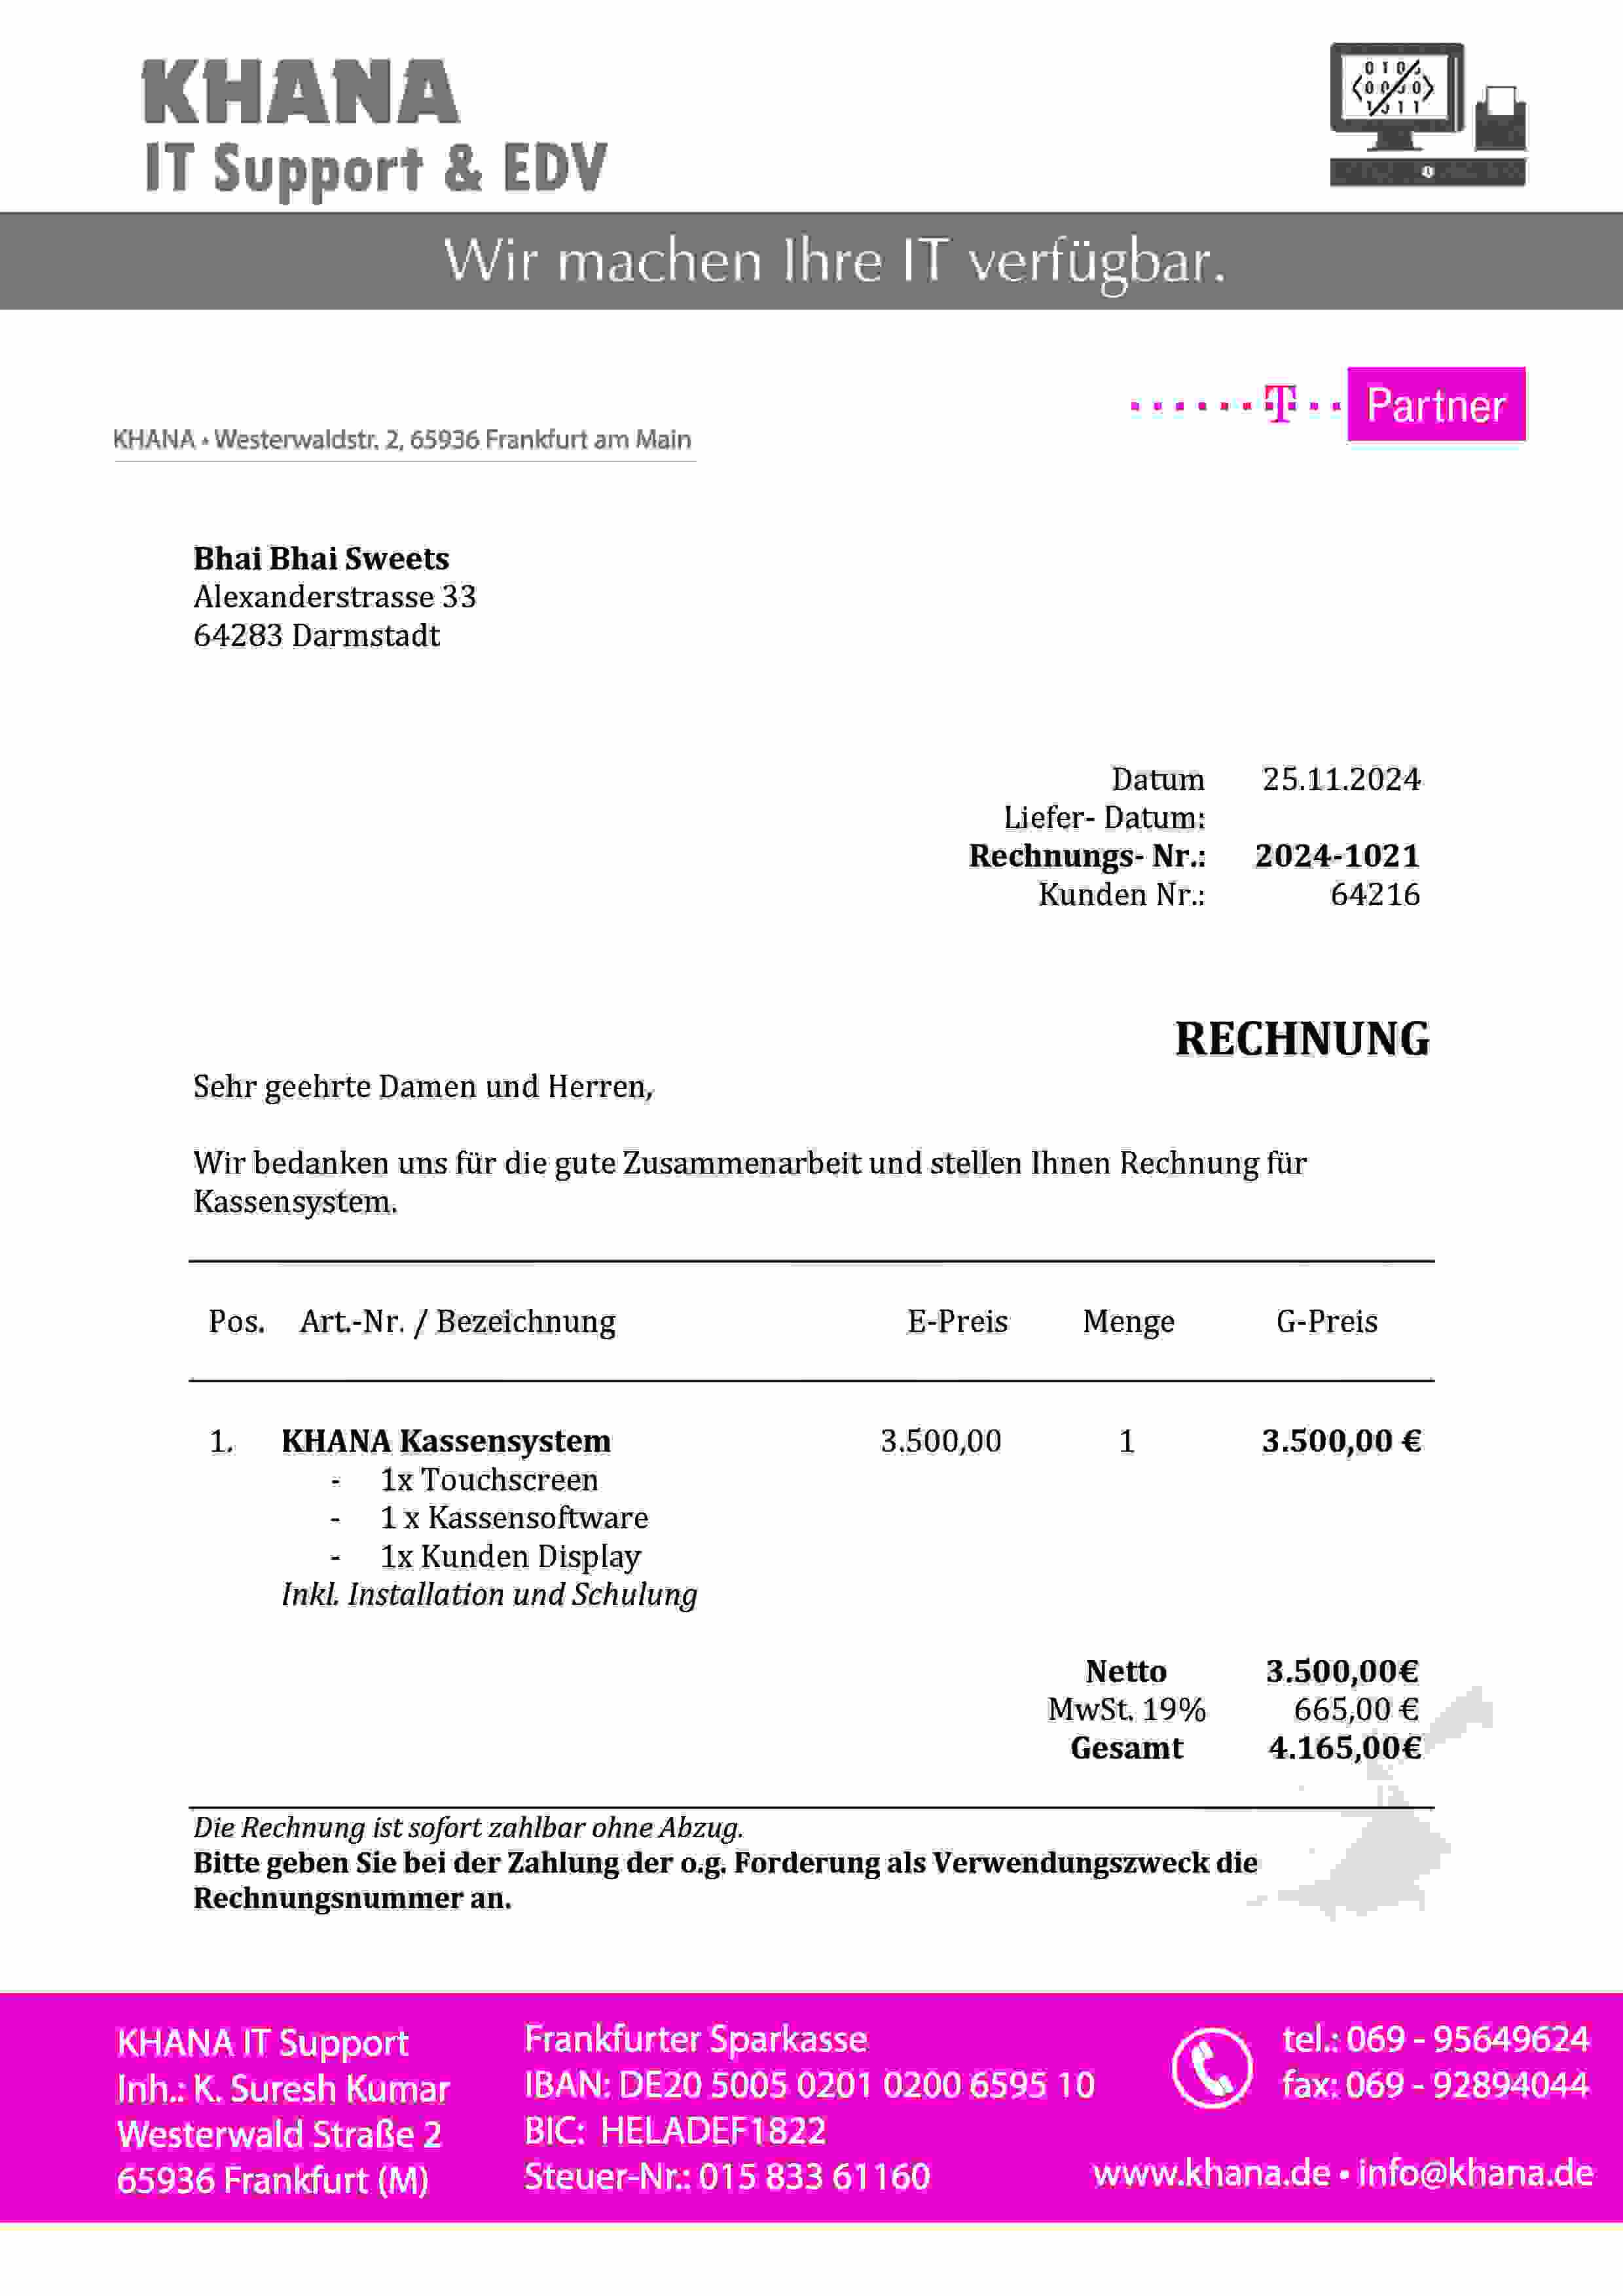 KHANA
IT Support & EDV
Wir machen Ihre IT verfügbar.
T Partner
KHANA • Westerwaldstr. 2, 65936 Frankfurt am Main
Bhai Bhai Sweets
Alexanderstrasse 33
64283 Darmstadt
Datum 25.11.2024
Liefer- Datum:
Rechnungs- Nr.: 2024-1021
Kunden Nr.: 64216
RECHNUNG
Sehr geehrte Damen und Herren,
Wir bedanken uns für die gute Zusammenarbeit und stellen Ihnen Rechnung für
Kassensystem.
Pos. Art.-Nr. / Bezeichnung E-Preis Menge G-Preis
1. KHANA Kassensystem 3.500,00 1 3.500,00 €
- 1x Touchscreen
- 1 x Kassensoftware
- 1x Kunden Display
Inkl. Installation und Schulung
Netto 3.500,00€
MwSt. 19% 665,00 €
Gesamt 4.165,00€
Die Rechnung ist sofort zahlbar ohne Abzug.
Bitte geben Sie bei der Zahlung der o.g. Forderung als Verwendungszweck die
Rechnungsnummer an.
KHANA IT Support
Inh.: K. Suresh Kumar
Westerwald Straße 2
65936 Frankfurt (M)
Frankfurter Sparkasse
IBAN: DE20 5005 0201 0200 6595 10
BIC: HELADEF1822
Steuer-Nr.: 015 833 61160
tel.: 069 - 95649624
fax: 069 - 92894044
www.khana.de • info@khana.de